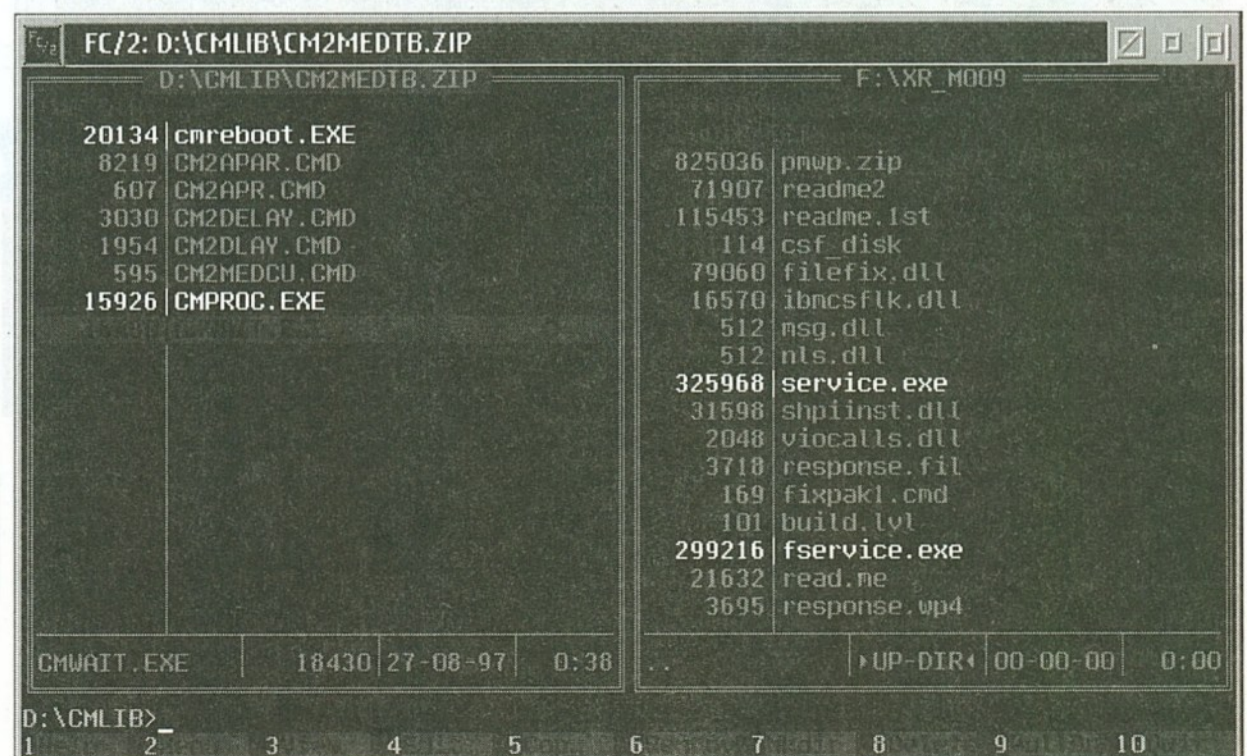 FC/2: D:\CMLIB\CM2MEDTB.ZIP
D:\CMLIB\CM2MEDTB.ZIP
20134 cmreboot.EXE
8219 CM2APAR.CMD
607 CM2APR.CMD
3030 CM2DELAY.CMD
1954 CM2DLAY.CMD
595 CM2MEDCU.CMD
15926 CMPROC.EXE
CMWAIT.EXE 18430 27-08-97 0:38
F:\XR_M009
825036 pmwp.zip
71907 readme2
115453 readme.1st
114 csf_disk
79060 filefix.dll
16570 ibmcsflk.dll
512 msg.dll
512 nls.dll
325968 service.exe
31598 shpiinst.dll
2048 viocalls.dll
3718 response.fil
169 fixpak1.cmd
101 build.lvl
299216 fservice.exe
21632 read.me
3695 response.wp4
.. ►UP-DIR◄ 00-00-00 0:00
D:\CMLIB>_
1 2 3 4 5 6 7 8 9 10